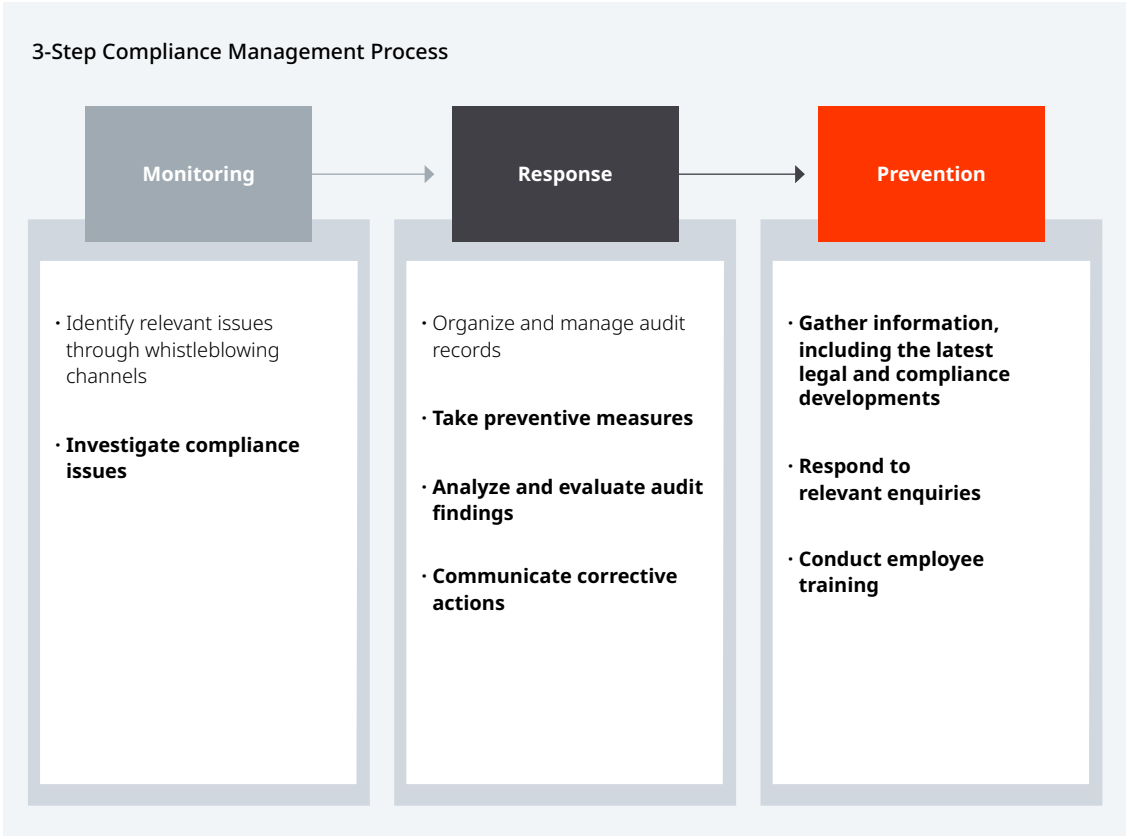 3-Step Compliance Management Process
Monitoring
Response
Prevention
· Identify relevant issues
through whistleblowing
channels
· Investigate compliance
issues
· Organize and manage audit
records
· Take preventive measures
· Analyze and evaluate audit
findings
· Communicate corrective
actions
· Gather information,
including the latest
legal and compliance
developments
· Respond to
relevant enquiries
· Conduct employee
training